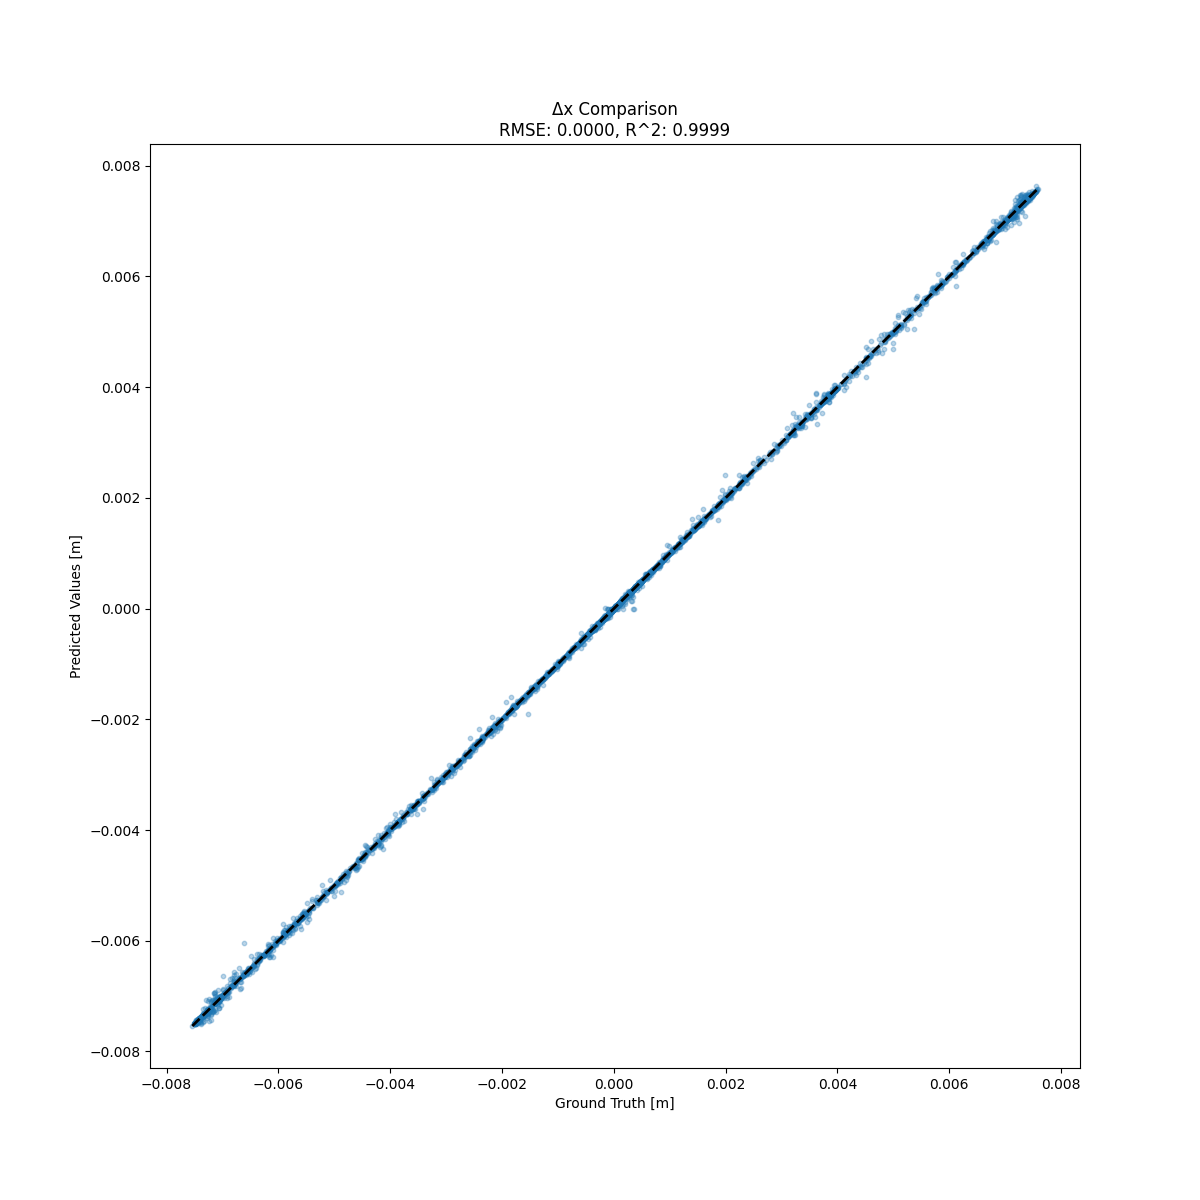 Δx Comparison
RMSE: 0.0000, R^2: 0.9999
0.008
0.006
0.004
0.002
0.000
−0.002
−0.004
−0.006
−0.008
Predicted Values [m]
−0.008 −0.006 −0.004 −0.002 0.000 0.002 0.004 0.006 0.008
Ground Truth [m]